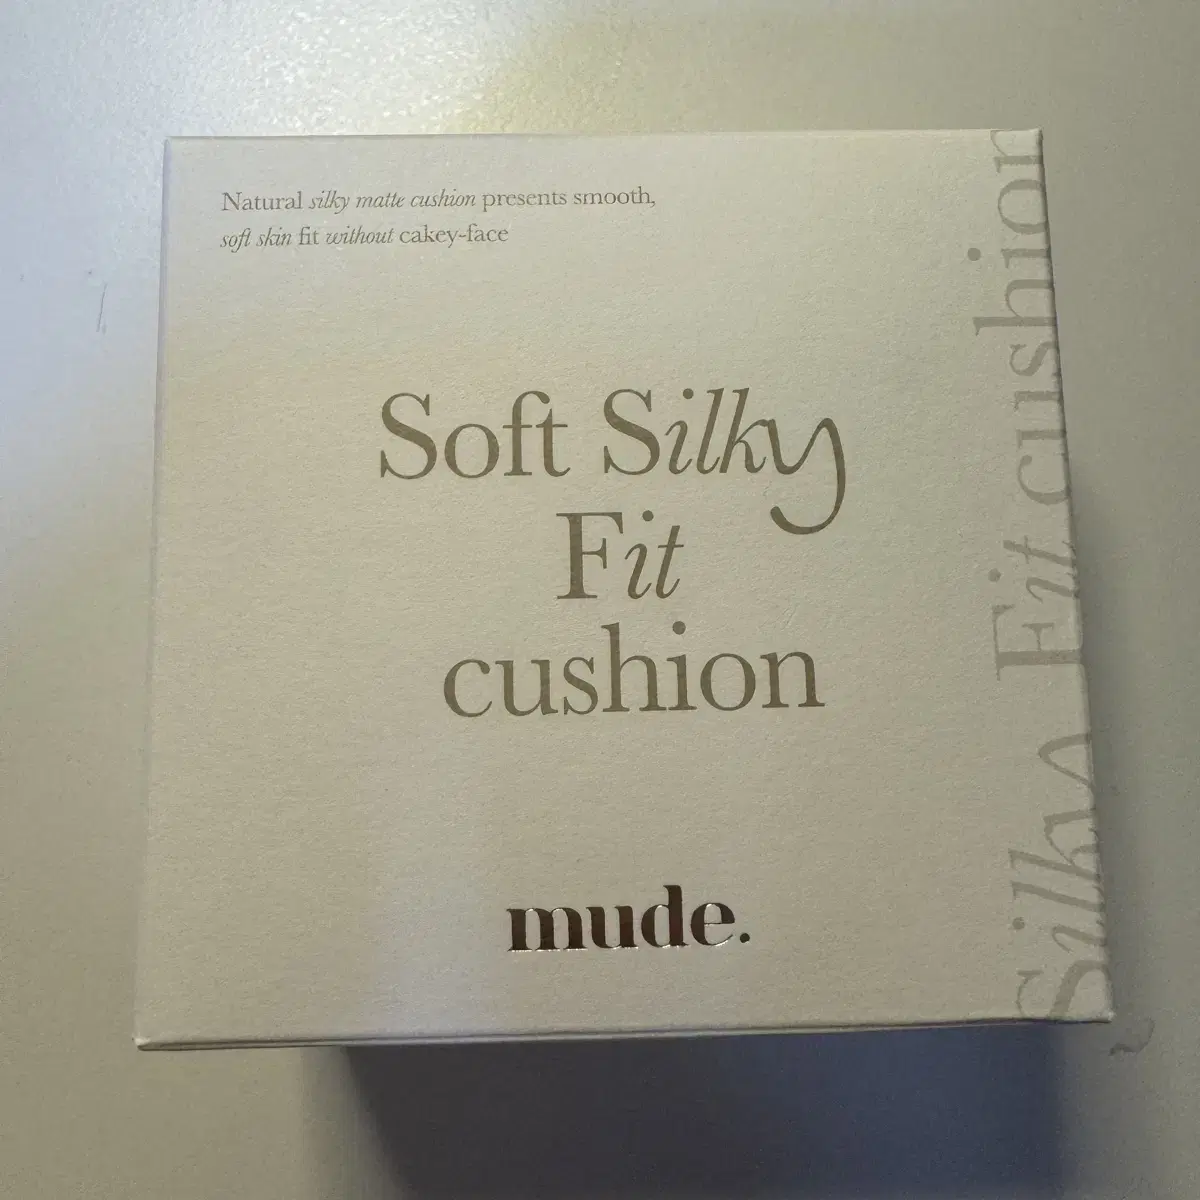 Natural silky matte cushion presents smooth,
soft skin fit without cakey-face
Soft Silky
Fit
cushion
mude.
Silky Fit cushion